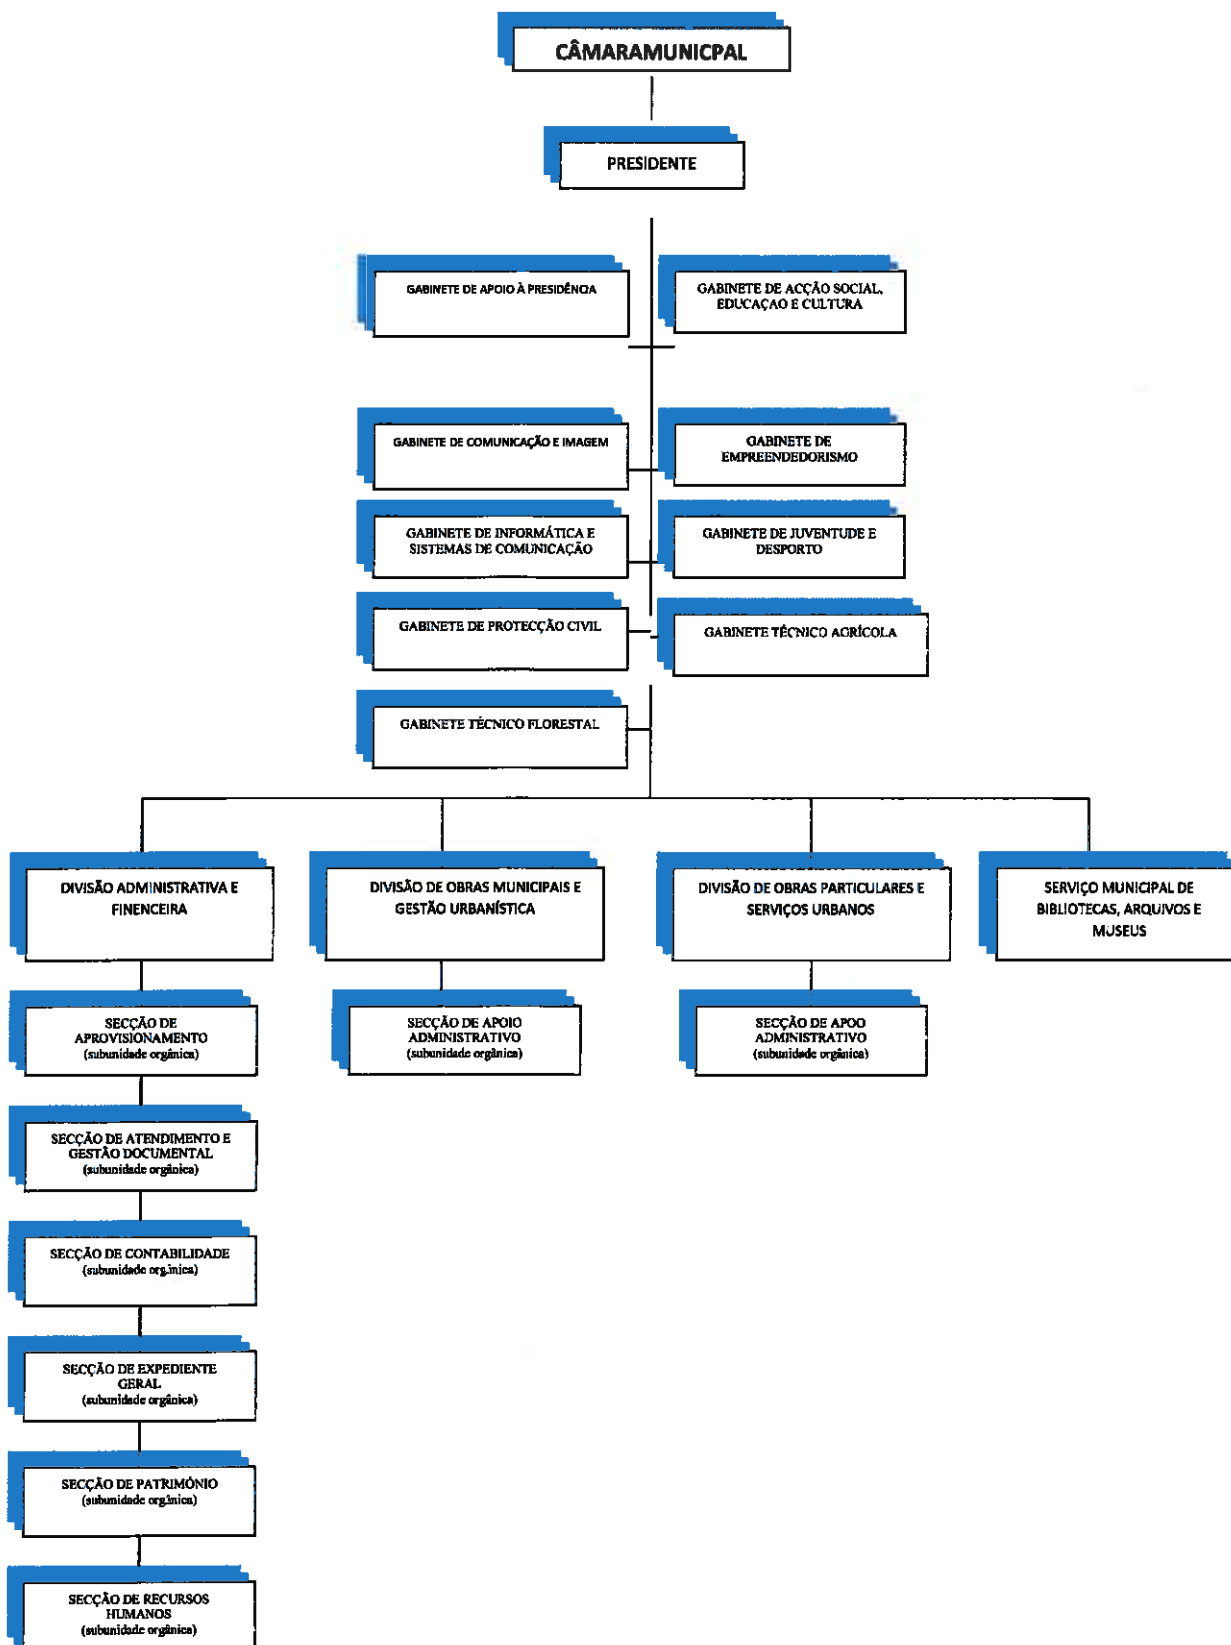 CÂMARAMUNICPAL
PRESIDENTE
GABINETE DE APOIO À PRESIDÊNCIA
GABINETE DE ACÇÃO SOCIAL,
EDUCAÇAO E CULTURA
GABINETE DE COMUNICAÇÃO E IMAGEM
GABINETE DE
EMPREENDEDORISMO
GABINETE DE INFORMÁTICA E
SISTEMAS DE COMUNICAÇÃO
GABINETE DE JUVENTUDE E
DESPORTO
GABINETE DE PROTECÇÃO CIVIL
GABINETE TÉCNICO AGRÍCOLA
GABINETE TÉCNICO FLORESTAL
DIVISÃO ADMINISTRATIVA E
FINENCEIRA
DIVISÃO DE OBRAS MUNICIPAIS E
GESTÃO URBANÍSTICA
DIVISÃO DE OBRAS PARTICULARES E
SERVIÇOS URBANOS
SERVIÇO MUNICIPAL DE
BIBLIOTECAS, ARQUIVOS E
MUSEUS
SECÇÃO DE
APROVISIONAMENTO
(subunidade orgânica)
SECÇÃO DE APOIO
ADMINISTRATIVO
(subunidade orgânica)
SECÇÃO DE APOO
ADMINISTRATIVO
(subunidade orgânica)
SECÇÃO DE ATENDIMENTO E
GESTÃO DOCUMENTAL
(subunidade orgânica)
SECÇÃO DE CONTABILIDADE
(subunidade orgânica)
SECÇÃO DE EXPEDIENTE
GERAL
(subunidade orgânica)
SECÇÃO DE PATRIMÓNIO
(subunidade orgânica)
SECÇÃO DE RECURSOS
HUMANOS
(subunidade orgânica)